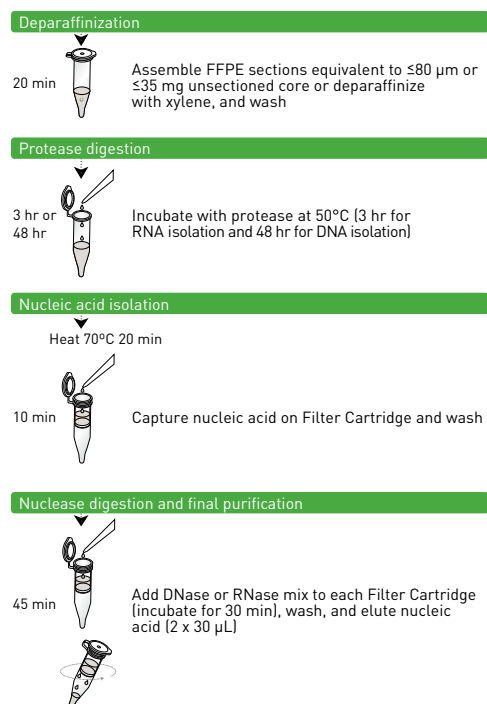 Deparaffinization
20 min
Assemble FFPE sections equivalent to ≤80 µm or
≤35 mg unsectioned core or deparaffinize
with xylene, and wash
Protease digestion
3 hr or
48 hr
Incubate with protease at 50°C (3 hr for
RNA isolation and 48 hr for DNA isolation)
Nucleic acid isolation
Heat 70ºC 20 min
10 min
Capture nucleic acid on Filter Cartridge and wash
Nuclease digestion and final purification
45 min
Add DNase or RNase mix to each Filter Cartridge
(incubate for 30 min), wash, and elute nucleic
acid (2 x 30 µL)